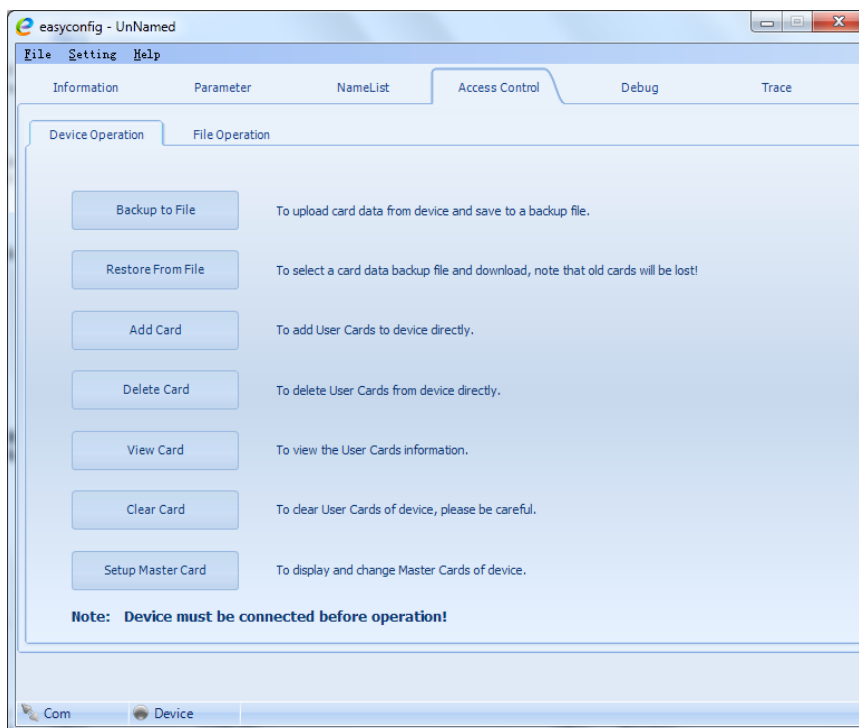 easyconfig - UnNamed
File Setting Help
Information Parameter NameList Access Control Debug Trace
Device Operation File Operation
Backup to File To upload card data from device and save to a backup file.
Restore From File To select a card data backup file and download, note that old cards will be lost!
Add Card To add User Cards to device directly.
Delete Card To delete User Cards from device directly.
View Card To view the User Cards information.
Clear Card To clear User Cards of device, please be careful.
Setup Master Card To display and change Master Cards of device.
Note: Device must be connected before operation!
Com Device